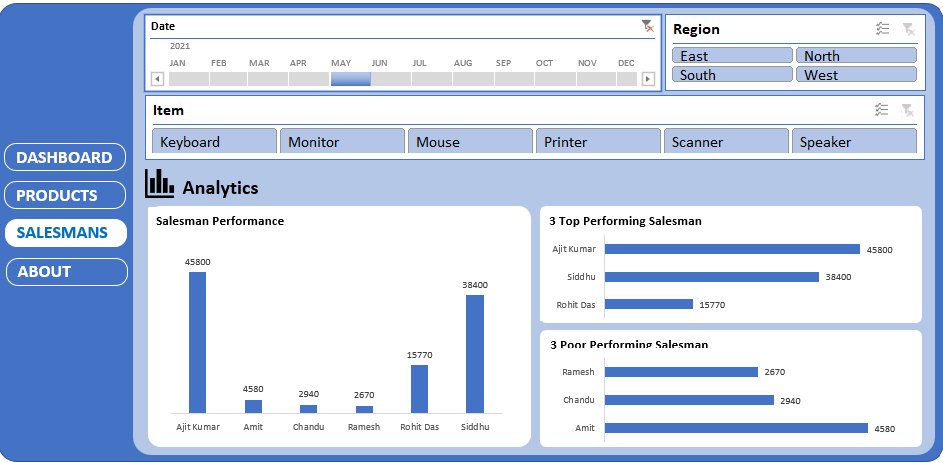 Date
2021
JAN FEB MAR APR MAY JUN JUL AUG SEP OCT NOV DEC
Region
East North
South West
Item
Keyboard Monitor Mouse Printer Scanner Speaker
DASHBOARD
PRODUCTS
SALESMANS
ABOUT
Analytics
Salesman Performance
45800
4580
2940
2670
15770
38400
Ajit Kumar Amit Chandu Ramesh Rohit Das Siddhu
3 Top Performing Salesman
Ajit Kumar 45800
Siddhu 38400
Rohit Das 15770
3 Poor Performing Salesman
Ramesh 2670
Chandu 2940
Amit 4580